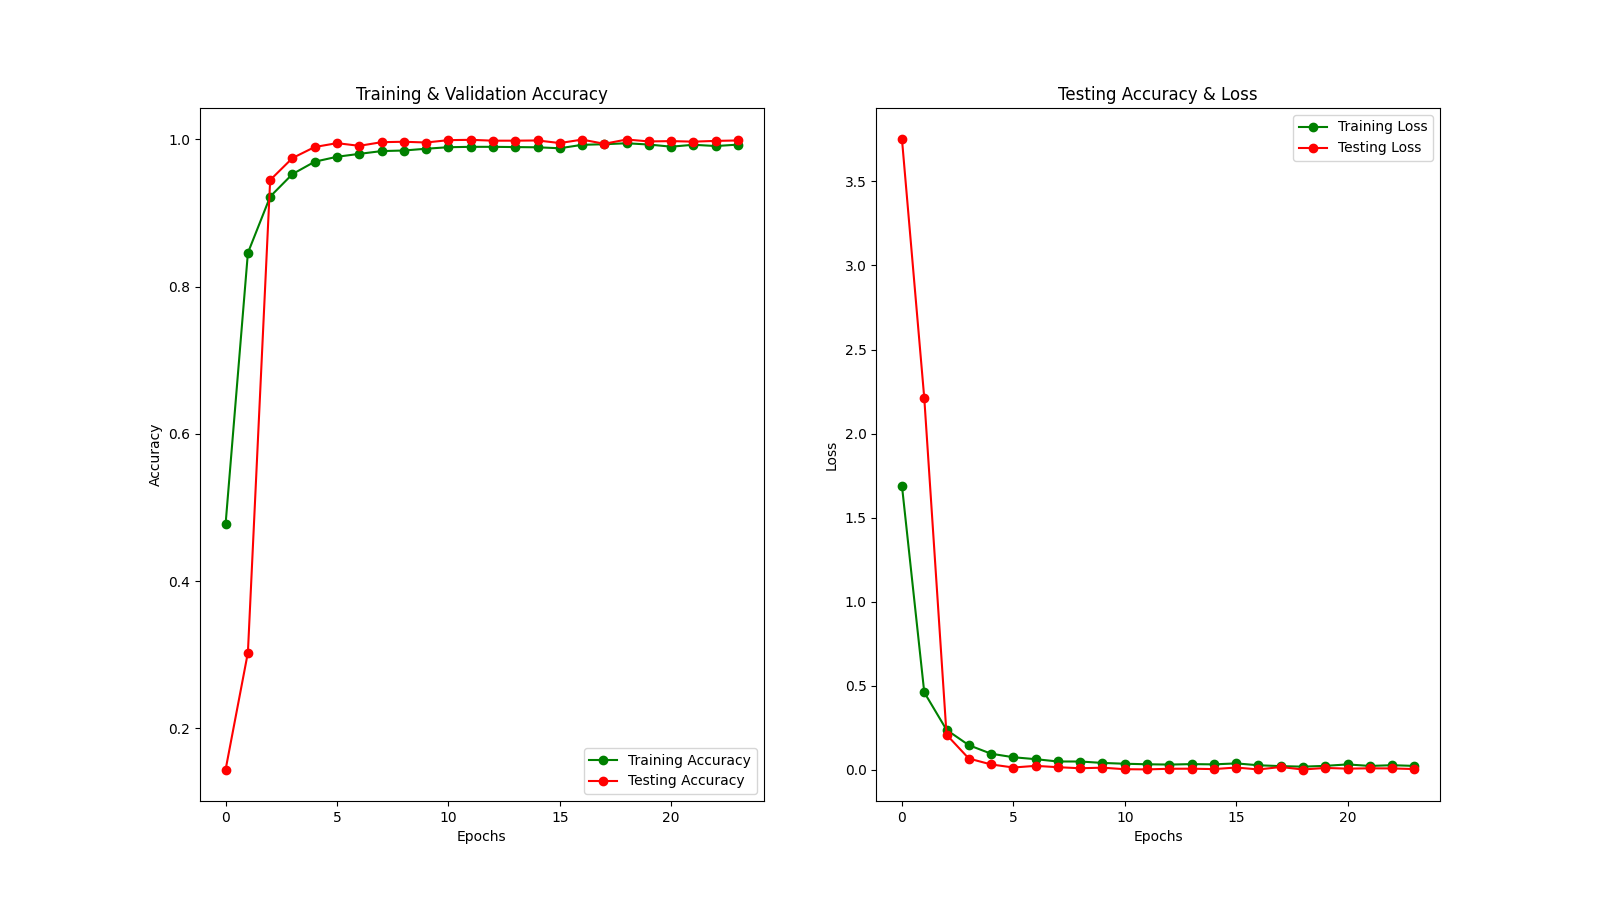 Training & Validation Accuracy
1.0
0.8
0.6
0.4
0.2
Accuracy
Training Accuracy
Testing Accuracy
0 5 10 15 20
Epochs
Testing Accuracy & Loss
Training Loss
Testing Loss
3.5
3.0
2.5
2.0
1.5
1.0
0.5
0.0
Loss
0 5 10 15 20
Epochs